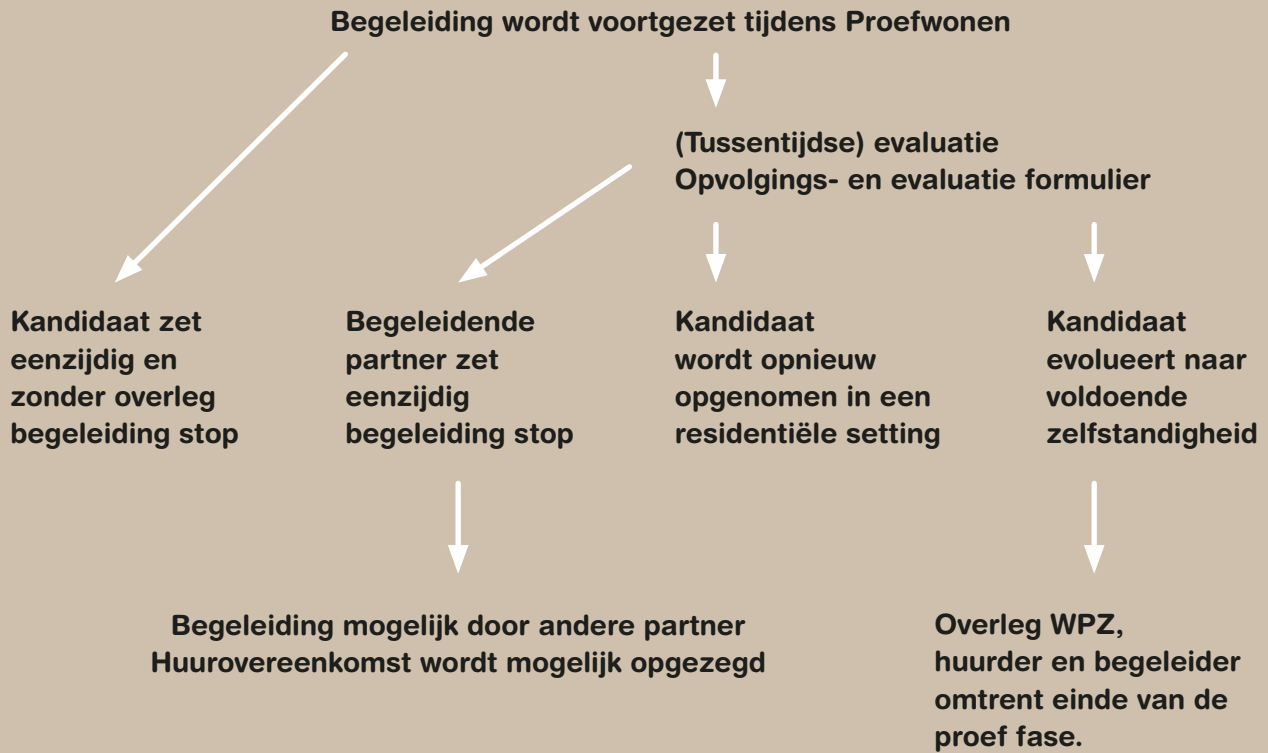 Begeleiding wordt voortgezet tijdens Proefwonen
(Tussentijdse) evaluatie
Opvolgings- en evaluatie formulier
Kandidaat zet
eenzijdig en
zonder overleg
begeleiding stop
Begeleidende
partner zet
eenzijdig
begeleiding stop
Kandidaat
wordt opnieuw
opgenomen in een
residentiële setting
Kandidaat
evolueert naar
voldoende
zelfstandigheid
Begeleiding mogelijk door andere partner
Huurovereenkomst wordt mogelijk opgezegd
Overleg WPZ,
huurder en begeleider
omtrent einde van de
proef fase.